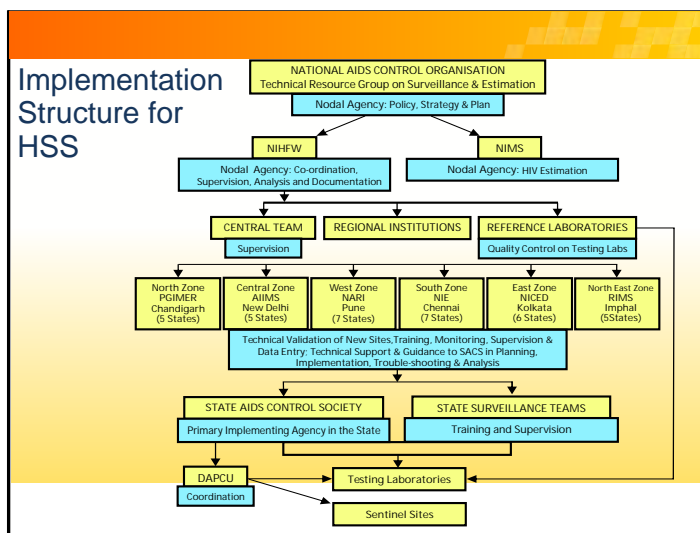 Implementation
Structure for
HSS
NATIONAL AIDS CONTROL ORGANISATION
Technical Resource Group on Surveillance & Estimation
Nodal Agency: Policy, Strategy & Plan
NIHFW
Nodal Agency: Co-ordination,
Supervision, Analysis and Documentation
NIMS
Nodal Agency: HIV Estimation
CENTRAL TEAM
Supervision
REGIONAL INSTITUTIONS
REFERENCE LABORATORIES
Quality Control on Testing Labs
North Zone
PGIMER
Chandigarh
(5 States)
Central Zone
AIIMS
New Delhi
(5 States)
West Zone
NARI
Pune
(7 States)
South Zone
NIE
Chennai
(7 States)
East Zone
NICED
Kolkata
(6 States)
North East Zone
RIMS
Imphal
(5States)
Technical Validation of New Sites,Training, Monitoring, Supervision &
Data Entry; Technical Support & Guidance to SACS in Planning,
Implementation, Trouble-shooting & Analysis
STATE AIDS CONTROL SOCIETY
Primary Implementing Agency in the State
STATE SURVEILLANCE TEAMS
Training and Supervision
DAPCU
Coordination
Testing Laboratories
Sentinel Sites